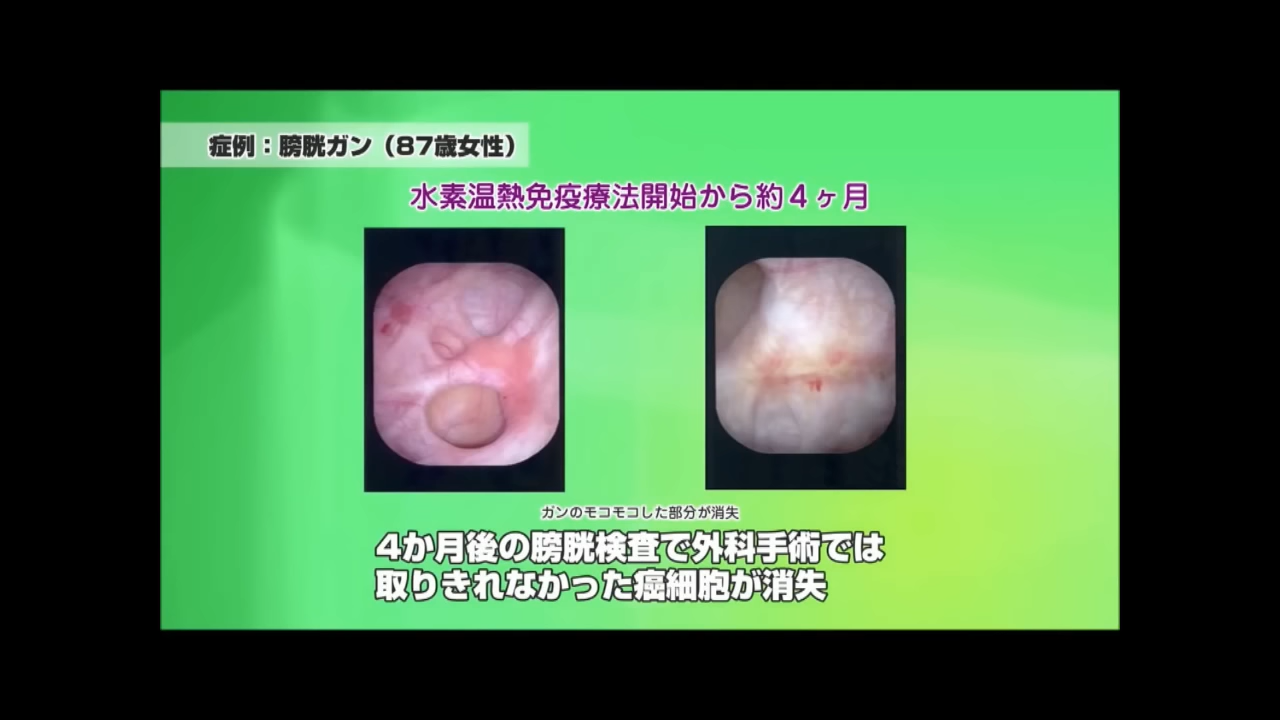 症例：膀胱ガン（87歳女性）
水素温熱免疫療法開始から約４ヶ月
ガンのモコモコした部分が消失
4か月後の膀胱検査で外科手術では
取りきれなかった癌細胞が消失